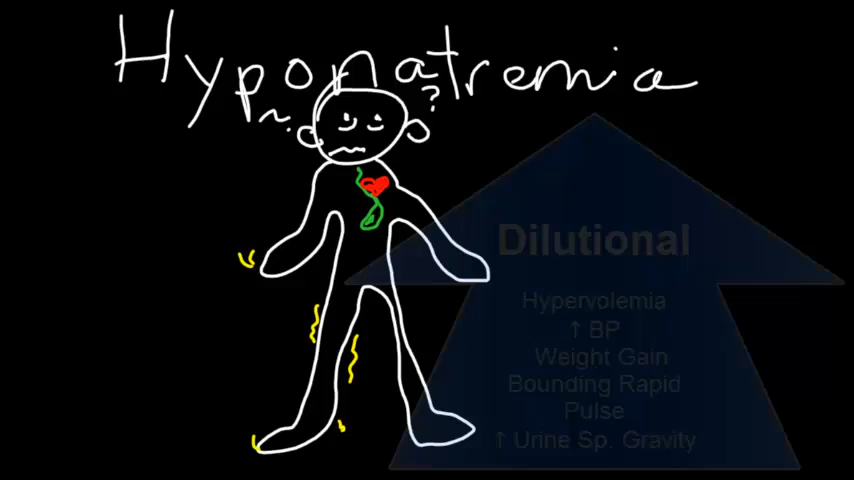 Hyponatremia
?
Dilutional
Hypervolemia
↑ BP
Weight Gain
Bounding Rapid
Pulse
↑ Urine Sp. Gravity